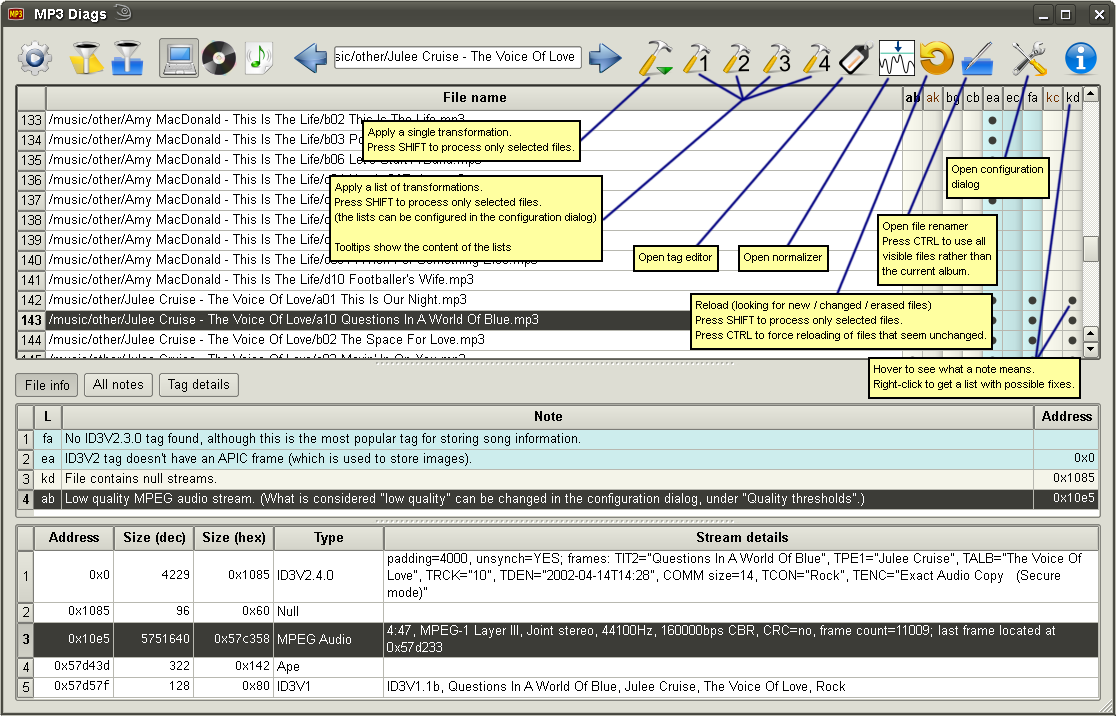 MP3 MP3 Diags
sic/other/Julee Cruise - The Voice Of Love
1 2 3 4
File name ab ak bg cb ea ec fa kc kd
133 /music/other/Amy MacDonald - This Is The Life/b02 This Is The Life.mp3
134 /music/other/Amy MacDonald - This Is The Life/b03
135 /music/other/Amy MacDonald - This Is The Life/b06
136 /music/other/Amy MacDonald - This Is The
137 /music/other/Amy MacDonald - This Is The
138 /music/other/Amy MacDonald - This Is The
139 /music/other/Amy MacDonald - This Is The
140 /music/other/Amy MacDonald - This Is The
141 /music/other/Amy MacDonald - This Is The Life/d10 Footballer's Wife.mp3
142 /music/other/Julee Cruise - The Voice Of Love/a01 This Is Our Night.mp3
143 /music/other/Julee Cruise - The Voice Of Love/a10 Questions In A World Of Blue.mp3
144 /music/other/Julee Cruise - The Voice Of Love/b02 The Space For Love.mp3
Apply a single transformation.
Press SHIFT to process only selected files.
Apply a list of transformations.
Press SHIFT to process only selected files.
(the lists can be configured in the configuration dialog)
Tooltips show the content of the lists
Open tag editor
Open normalizer
Open configuration
dialog
Open file renamer
Press CTRL to use all
visible files rather than
the current album.
Reload (looking for new / changed / erased files)
Press SHIFT to process only selected files.
Press CTRL to force reloading of files that seem unchanged.
Hover to see what a note means.
Right-click to get a list with possible fixes.
File info All notes Tag details
L Note Address
1 fa No ID3V2.3.0 tag found, although this is the most popular tag for storing song information.
2 ea ID3V2 tag doesn't have an APIC frame (which is used to store images). 0x0
3 kd File contains null streams. 0x1085
4 ab Low quality MPEG audio stream. (What is considered "low quality" can be changed in the configuration dialog, under "Quality thresholds".) 0x10e5
Address Size (dec) Size (hex) Type Stream details
padding=4000, unsynch=YES; frames: TIT2="Questions In A World Of Blue", TPE1="Julee Cruise", TALB="The Voice Of
1 0x0 4229 0x1085 ID3V2.4.0 Love", TRCK="10", TDEN="2002-04-14T14:28", COMM size=14, TCON="Rock", TENC="Exact Audio Copy (Secure
mode)"
2 0x1085 96 0x60 Null
3 0x10e5 5751640 0x57c358 MPEG Audio 4:47, MPEG-1 Layer III, Joint stereo, 44100Hz, 160000bps CBR, CRC=no, frame count=11009; last frame located at
0x57d233
4 0x57d43d 322 0x142 Ape
5 0x57d57f 128 0x80 ID3V1 ID3V1.1b, Questions In A World Of Blue, Julee Cruise, The Voice Of Love, Rock